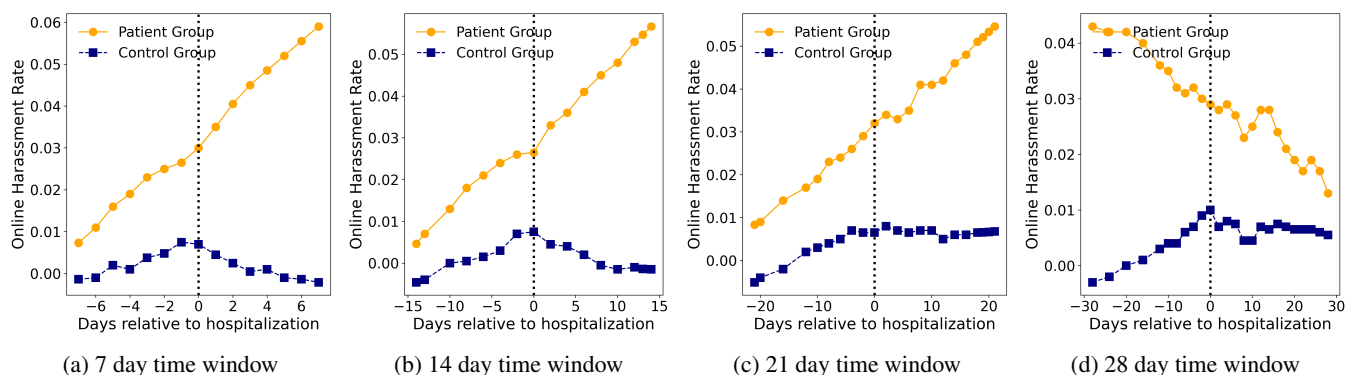 Online Harassment Rate
0.06
0.05
0.04
0.03
0.02
0.01
0.00
Patient Group
Control Group
−6 −4 −2 0 2 4 6
Days relative to hospitalization
(a) 7 day time window
Online Harassment Rate
0.05
0.04
0.03
0.02
0.01
0.00
Patient Group
Control Group
−15 −10 −5 0 5 10 15
Days relative to hospitalization
(b) 14 day time window
Online Harassment Rate
0.05
0.04
0.03
0.02
0.01
0.00
Patient Group
Control Group
−20 −10 0 10 20
Days relative to hospitalization
(c) 21 day time window
Online Harassment Rate
0.04
0.03
0.02
0.01
0.00
Patient Group
Control Group
−30 −20 −10 0 10 20 30
Days relative to hospitalization
(d) 28 day time window